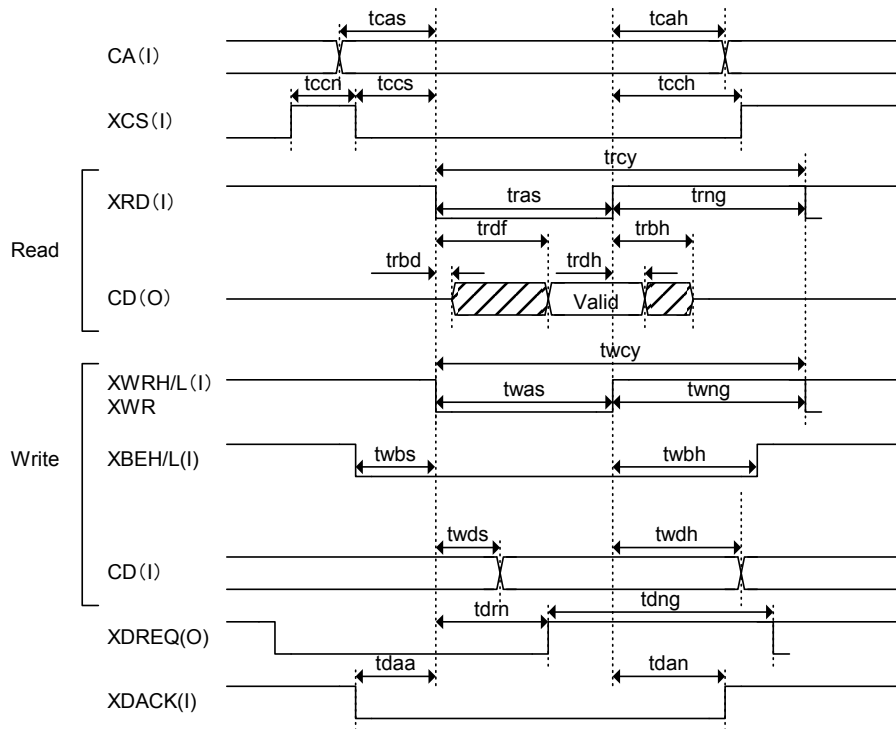 tcas tcah
CA(I)
tccn tccs tcch
XCS(I)
trcy
XRD(I)
tras trng
Read
trdf trbh
trbd trdh
CD(O)
Valid
twcy
XWRH/L(I)
twas twng
XWR
Write
XBEH/L(I)
twbs twbh
twds twdh
CD(I)
tdrn tdng
XDREQ(O)
tdaa tdan
XDACK(I)